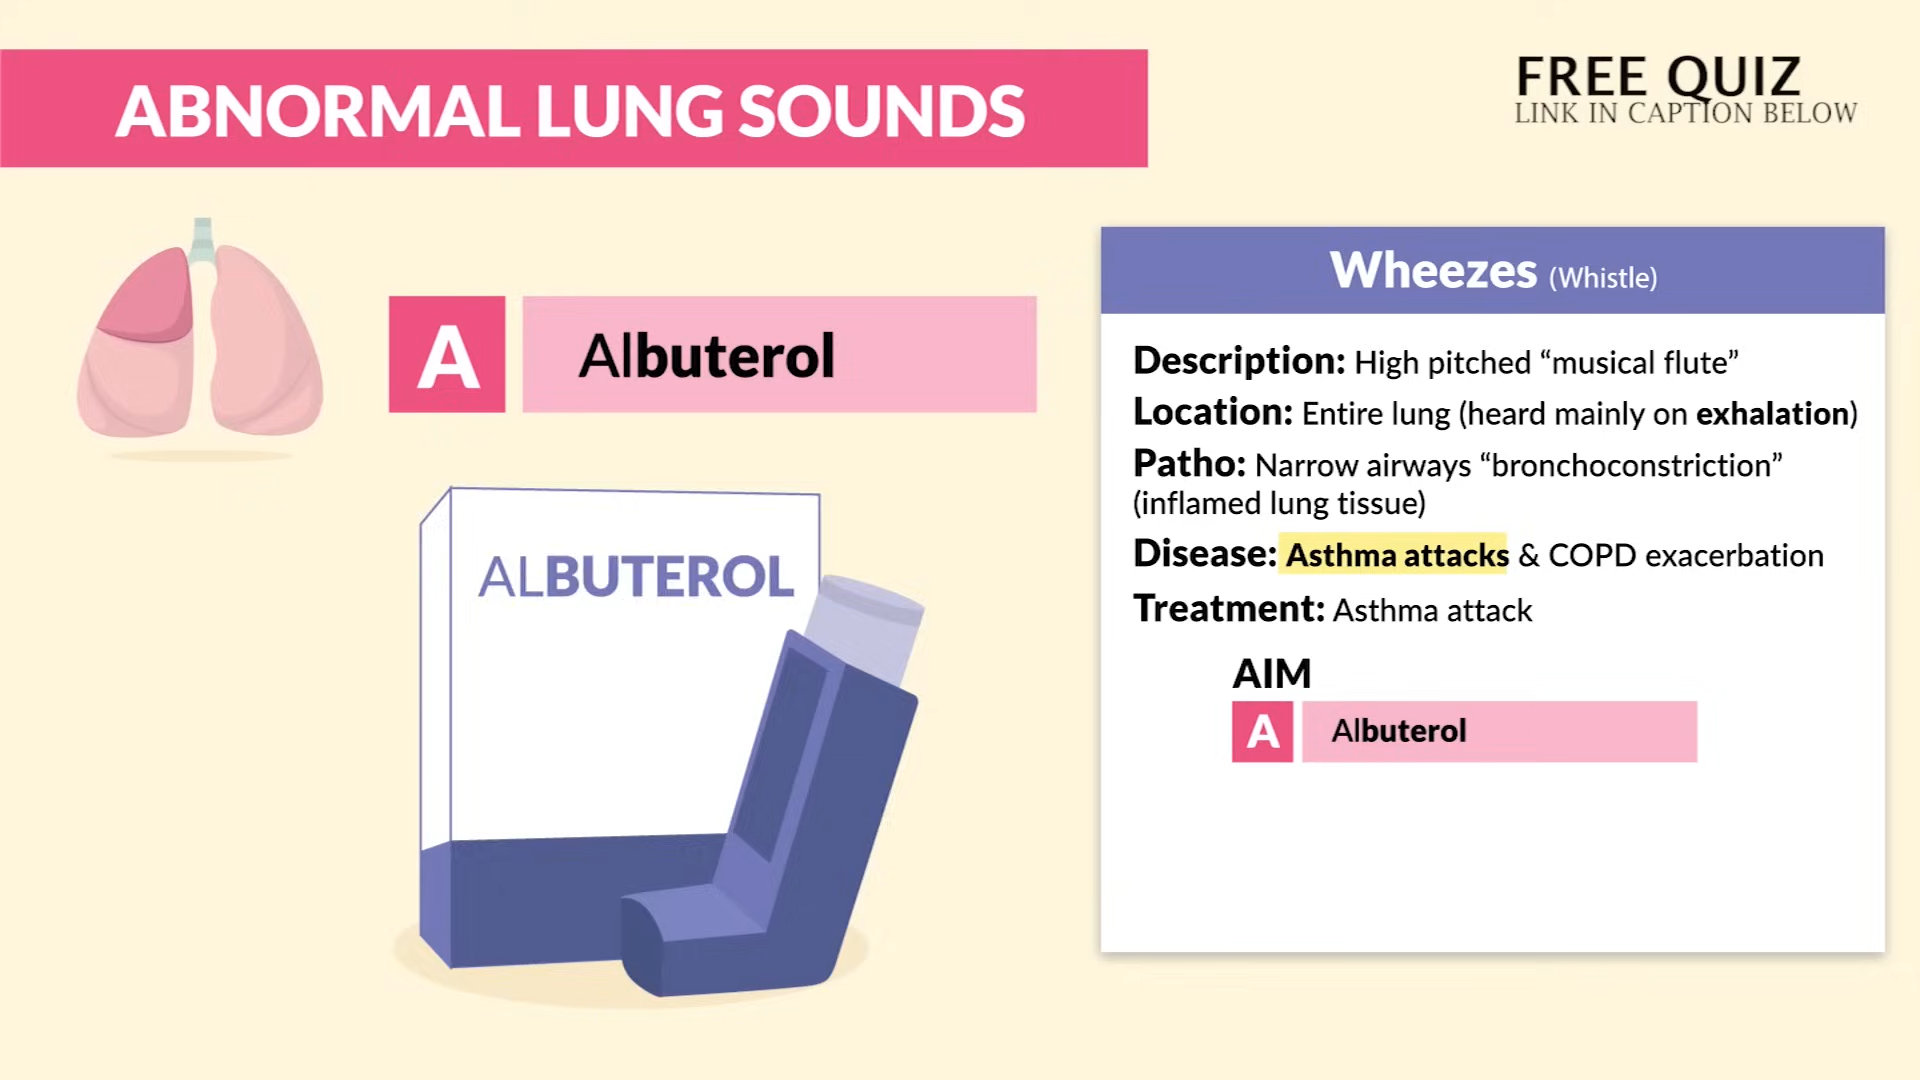 ABNORMAL LUNG SOUNDS
FREE QUIZ
LINK IN CAPTION BELOW
A
Albuterol
ALBUTEROL
Wheezes (Whistle)
Description: High pitched “musical flute”
Location: Entire lung (heard mainly on exhalation)
Patho: Narrow airways “bronchoconstriction”
(inflamed lung tissue)
Disease: Asthma attacks & COPD exacerbation
Treatment: Asthma attack
AIM
A
Albuterol